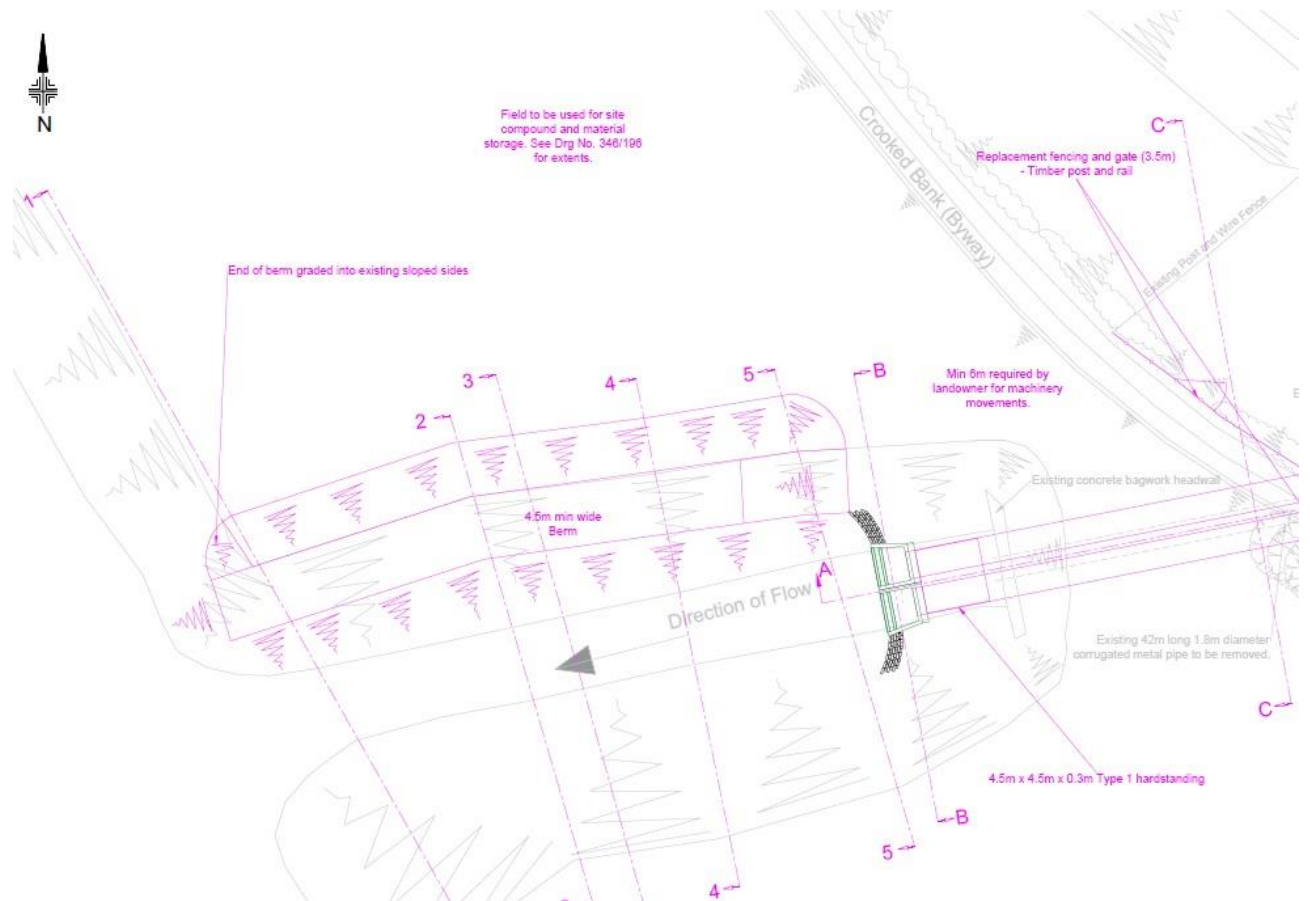 N
Field to be used for site
compound and material
storage. See Drg No. 346/196
for extents.
Crooked Bank (Byway)
C
Replacement fencing and gate (3.5m)
- Timber post and rail
Existing Post and Wire Fence
1
End of berm graded into existing sloped sides
3
4
5
B
2
Min 6m required by
landowner for machinery
movements.
Existing concrete bagwork headwall
4.5m min wide
Berm
A
Direction of Flow
Existing 42m long 1.8m diameter
corrugated metal pipe to be removed.
C
4.5m x 4.5m x 0.3m Type 1 hardstanding
B
5
4